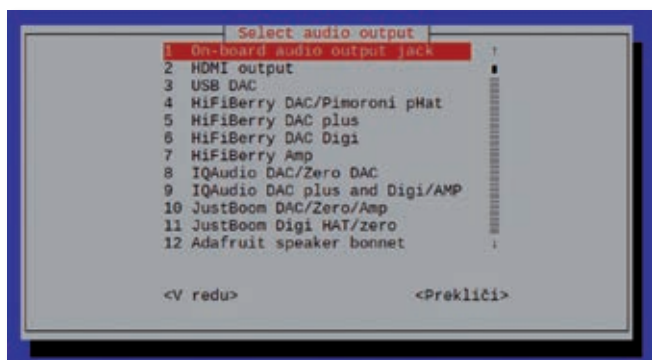 Select audio output
1 On-board audio output jack
2 HDMI output
3 USB DAC
4 HiFiBerry DAC/Pimoroni pHat
5 HiFiBerry DAC plus
6 HiFiBerry DAC Digi
7 HiFiBerry Amp
8 IQAudio DAC/Zero DAC
9 IQAudio DAC plus and Digi/AMP
10 JustBoom DAC/Zero/Amp
11 JustBoom Digi HAT/zero
12 Adafruit speaker bonnet
<V redu> <Prekliči>